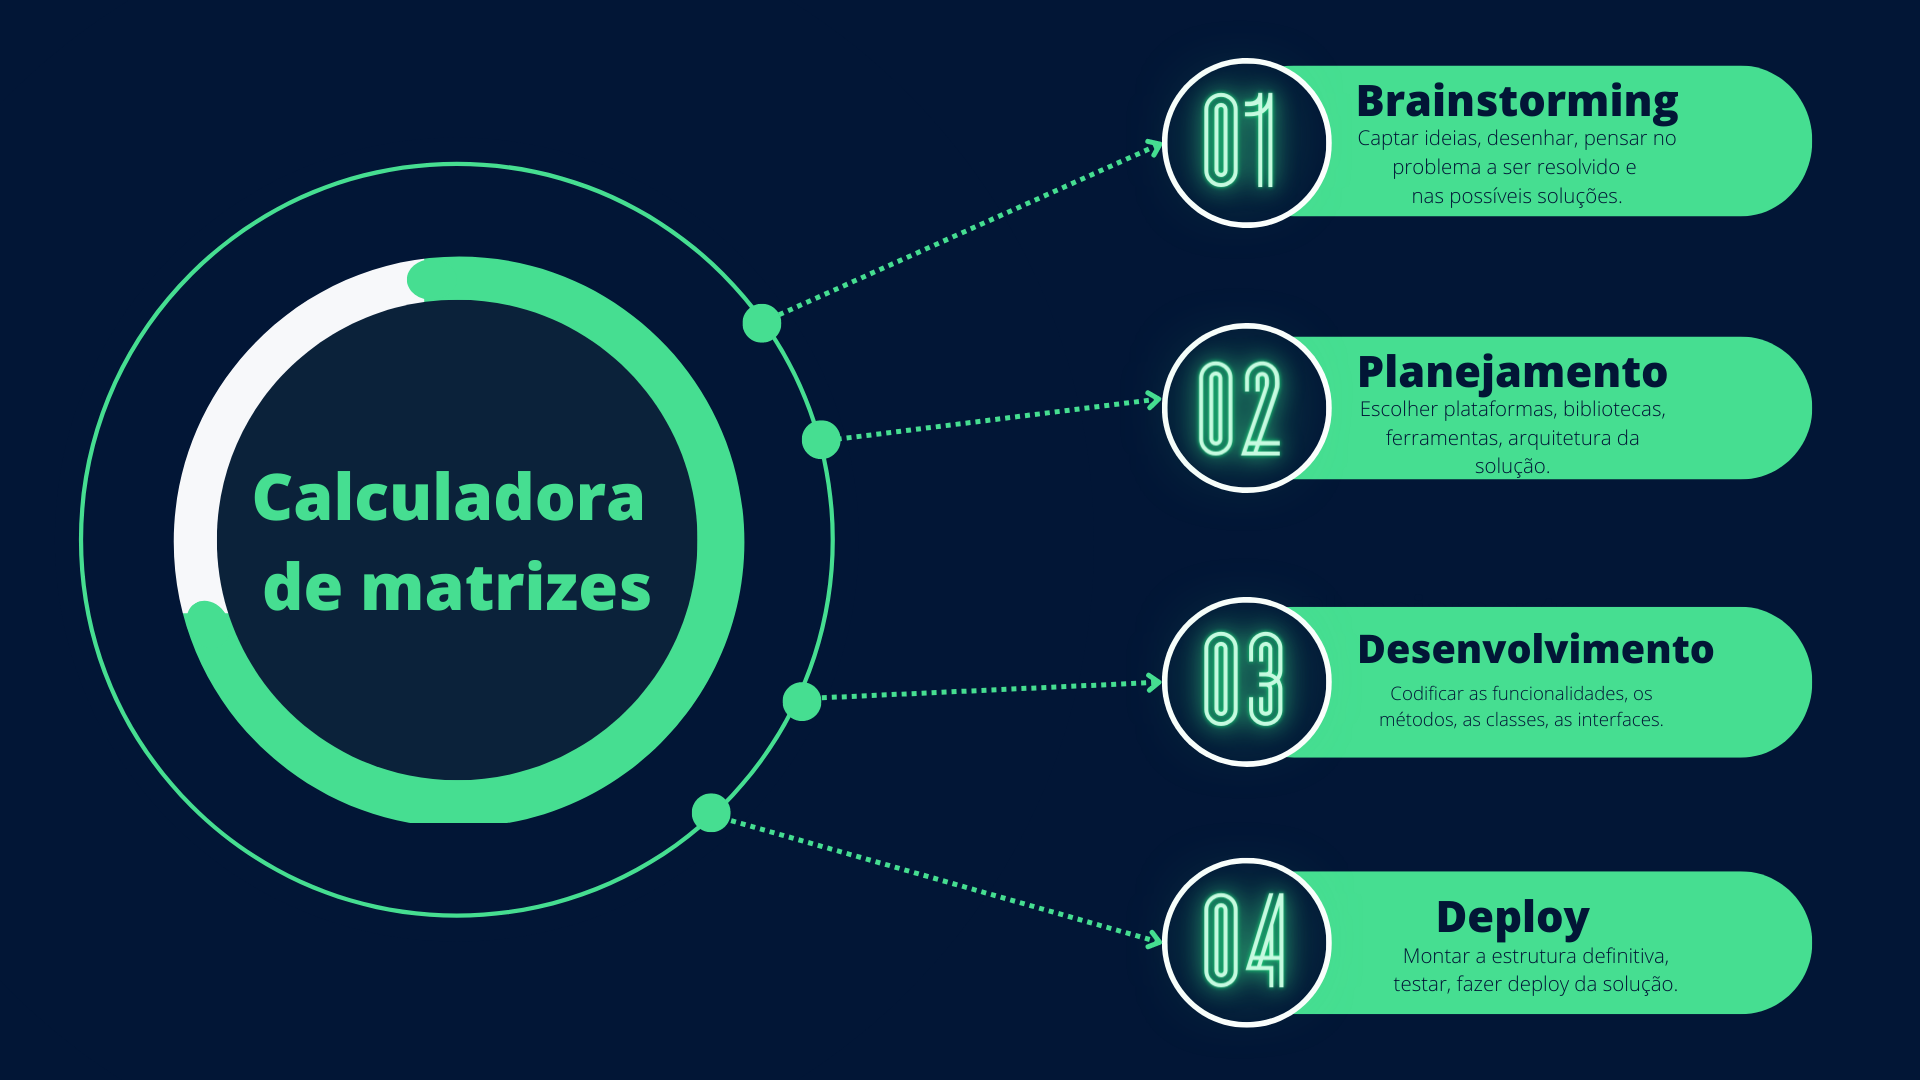 Calculadora
de matrizes
01
Brainstorming
Captar ideias, desenhar, pensar no
problema a ser resolvido e
nas possíveis soluções.
02
Planejamento
Escolher plataformas, bibliotecas,
ferramentas, arquitetura da
solução.
03
Desenvolvimento
Codificar as funcionalidades, os
métodos, as classes, as interfaces.
04
Deploy
Montar a estrutura definitiva,
testar, fazer deploy da solução.